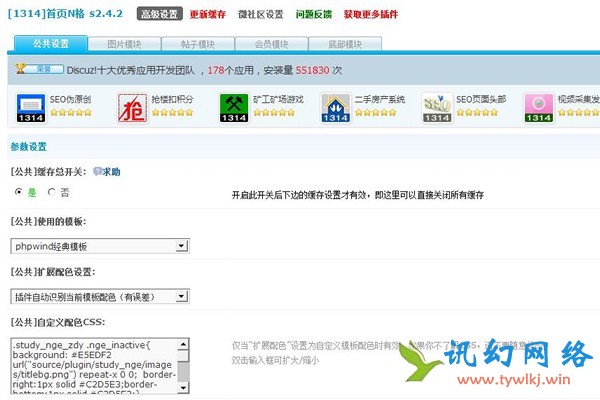 [1314]首页N格 s2.4.2 高级设置 更新缓存 微社区设置 问题反馈 获取更多插件
公共设置 图片模块 帖子模块 会员模块 底部模块
荣誉 Discuz!十大优秀应用开发团队 ，178个应用，安装量 551830 次
SEO伪原创 抢楼扣积分 矿工矿场游戏 二手房产系统 SEO页面头部 视频采集发
1314 抢 1314 1314 SEO 1314 1314
参数设置
[公共]缓存总开关: 求助
是 否 开启此开关后下边的缓存设置才有效，即这里可以直接关闭所有缓存
[公共]使用的模板:
phpwind经典模板
[公共]扩展配色设置:
插件自动识别当前模板配色（有误差）
[公共]自定义配色CSS:
.study_nge_zdy .nge_inactive{
background: #E5EDF2
url("source/plugin/study_nge/image
s/titlebg.png") repeat-x 0 0; border-
right:1px solid #C2D5E3;border-
bottom:1px solid #C2D5E3;
仅当"扩展配色"设置为自定义模板配色时有效
双击输入框可扩大/缩小
讯幻网络
www.tywlkj.win